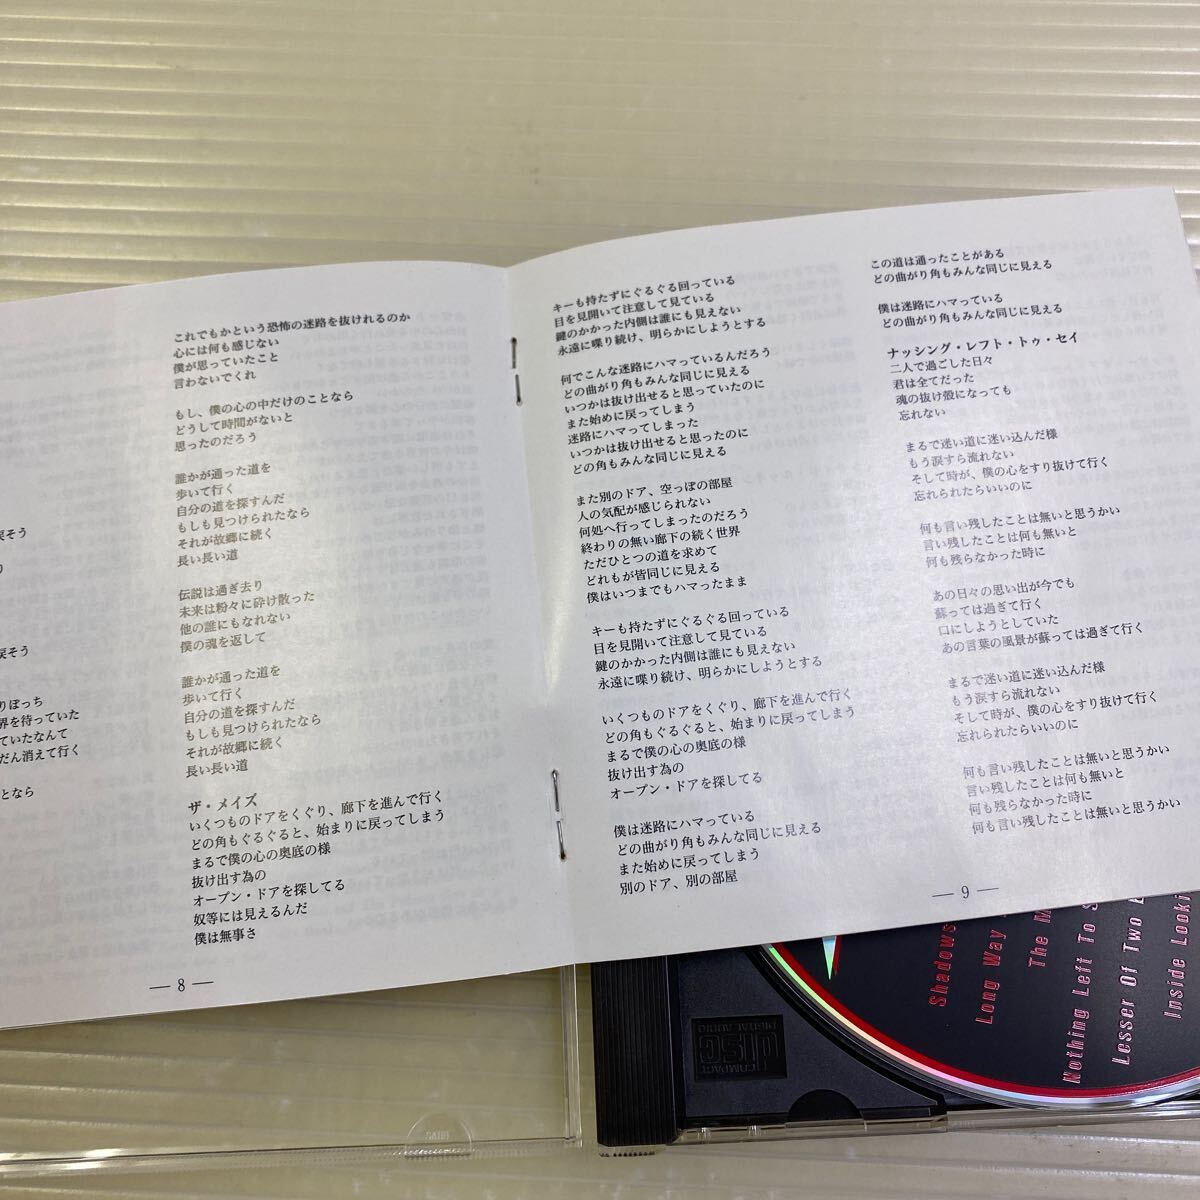 戻そう
り
戻そう
りぼっち
界を待っていた
ていたなんて
だん消えて行く
となら
これでもかという恐怖の迷路を抜けれるのか
心には何も感じない
僕が思っていたこと
言わないでくれ
もし、僕の心の中だけのことなら
どうして時間がないと
思ったのだろう
誰かが通った道を
歩いて行く
自分の道を探すんだ
もしも見つけられたなら
それが故郷に続く
長い長い道
伝説は過ぎ去り
未来は粉々に砕け散った
他の誰にもなれない
僕の魂を返して
誰かが通った道を
歩いて行く
自分の道を探すんだ
もしも見つけられたなら
それが故郷に続く
長い長い道
ザ・メイズ
いくつものドアをくぐり、廊下を進んで行く
どの角もぐるぐると、始まりに戻ってしまう
まるで僕の心の奥底の様
抜け出す為の
オープン・ドアを探してる
奴等には見えるんだ
僕は無事さ
— 8 —
キーも持たずにぐるぐる回っている
目を見開いて注意して見ている
鍵のかかった内側は誰にも見えない
永遠に喋り続け、明らかにしようとする
何でこんな迷路にハマっているんだろう
どの曲がり角もみんな同じに見える
いつかは抜け出せると思っていたのに
また始めに戻ってしまう
迷路にハマってしまった
いつかは抜け出せると思ったのに
どの角もみんな同じに見える
また別のドア、空っぽの部屋
人の気配が感じられない
何処へ行ってしまったのだろう
終わりの無い廊下の続く世界
ただひとつの道を求めて
どれもが皆同じに見える
僕はいつまでもハマったまま
キーも持たずにぐるぐる回っている
目を見開いて注意して見ている
鍵のかかった内側は誰にも見えない
永遠に喋り続け、明らかにしようとする
いくつものドアをくぐり、廊下を進んで行く
どの角もぐるぐると、始まりに戻ってしまう
まるで僕の心の奥底の様
抜け出す為の
オープン・ドアを探してる
僕は迷路にハマっている
どの曲がり角もみんな同じに見える
また始めに戻ってしまう
別のドア、別の部屋
この道は通ったことがある
どの曲がり角もみんな同じに見える
僕は迷路にハマっている
どの曲がり角もみんな同じに見える
ナッシング・レフト・トゥ・セイ
二人で過ごした日々
君は全てだった
魂の抜け殻になっても
忘れない
まるで迷い道に迷い込んだ様
もう涙すら流れない
そして時が、僕の心をすり抜けて行く
忘れられたらいいのに
何も言い残したことは無いと思うかい
言い残したことは何も無いと
何も残らなかった時に
あの日々の思い出が今でも
蘇っては過ぎて行く
口にしようとしていた
あの言葉の風景が蘇っては過ぎて行く
まるで迷い道に迷い込んだ様
もう涙すら流れない
そして時が、僕の心をすり抜けて行く
忘れられたらいいのに
何も言い残したことは無いと思うかい
言い残したことは何も無いと
何も残らなかった時に
何も言い残したことは無いと思うかい
— 9 —
Shadows
Long Way
The M
Nothing Left To S
Lesser Of Two E
Inside Looki
COMPACT
disc
DIGITAL AUDIO